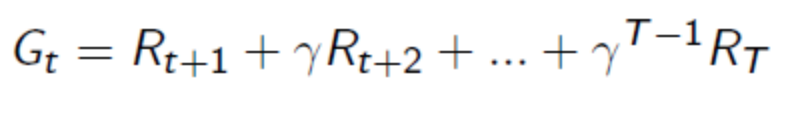 G_t = R_{t+1} + γR_{t+2} + ... + γ^{T−1}R_T